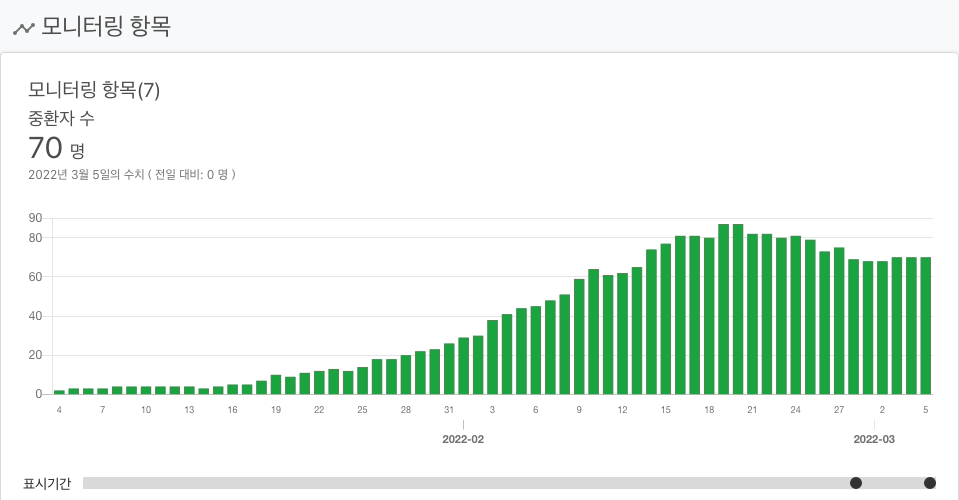 모니터링 항목
모니터링 항목(7)
중환자 수
70 명
2022년 3월 5일의 수치 ( 전일 대비: 0 명 )
90
80
60
40
20
0
4 7 10 13 16 19 22 25 28 31 3 6 9 12 15 18 21 24 27 2 5
2022-02 2022-03
표시기간